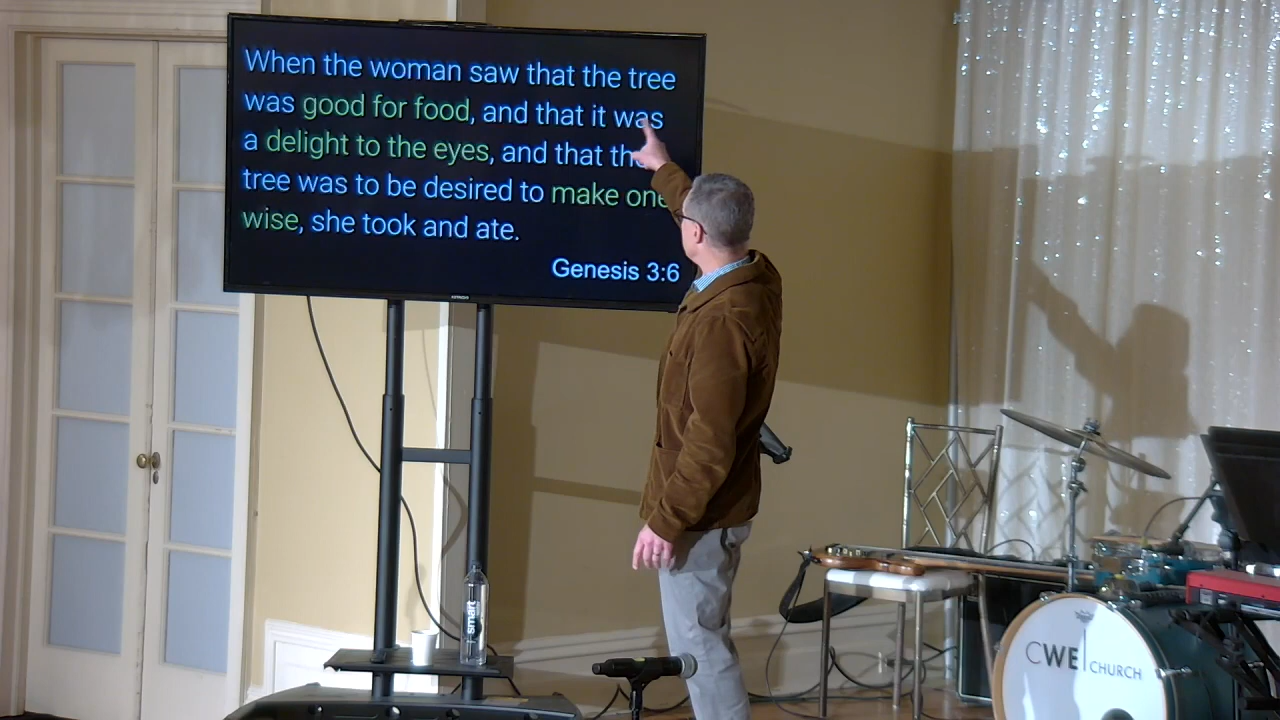 When the woman saw that the tree
was good for food, and that it was
a delight to the eyes, and that the
tree was to be desired to make one
wise, she took and ate.
Genesis 3:6
smart
CWE CHURCH